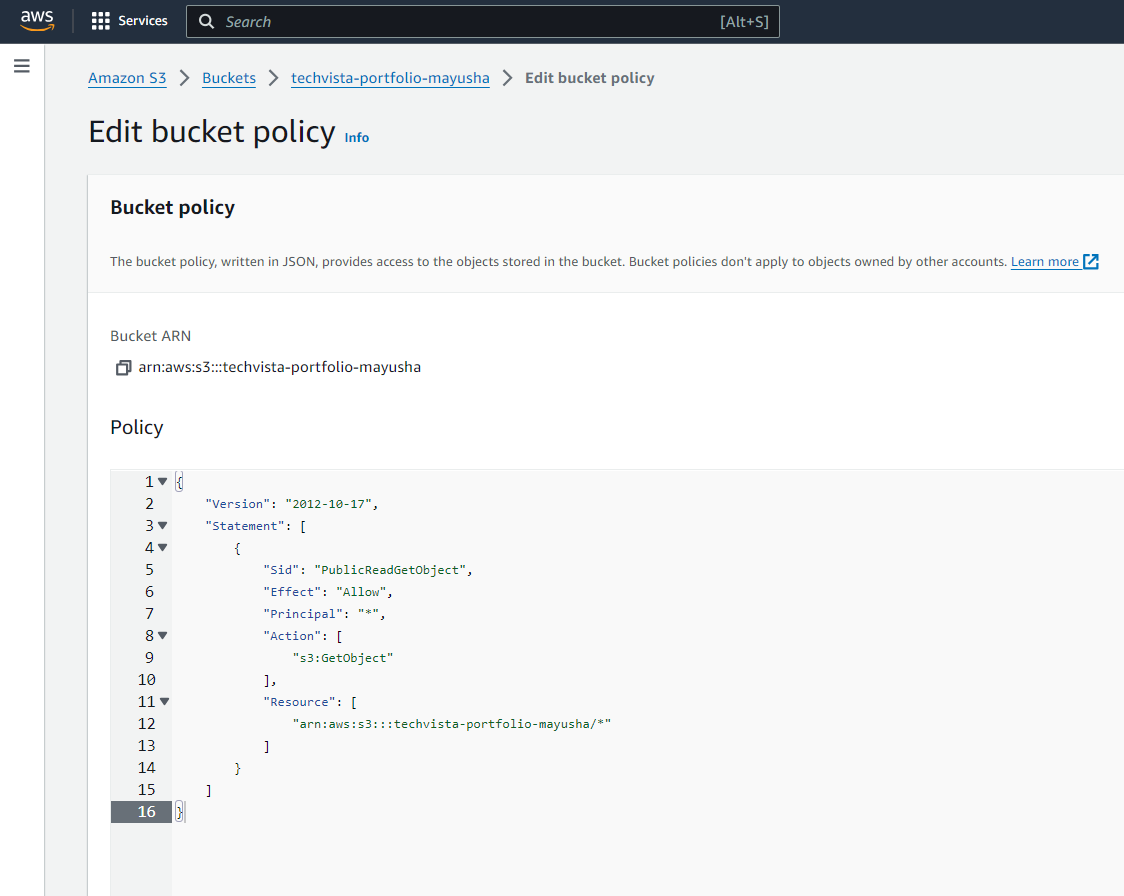 aws
Services
Search [Alt+S]
Amazon S3 > Buckets > techvista-portfolio-mayusha > Edit bucket policy
Edit bucket policy Info
Bucket policy
The bucket policy, written in JSON, provides access to the objects stored in the bucket. Bucket policies don't apply to objects owned by other accounts. Learn more
Bucket ARN
arn:aws:s3:::techvista-portfolio-mayusha
Policy
1 {
2     "Version": "2012-10-17",
3     "Statement": [
4         {
5             "Sid": "PublicReadGetObject",
6             "Effect": "Allow",
7             "Principal": "*",
8             "Action": [
9                 "s3:GetObject"
10             ],
11             "Resource": [
12                 "arn:aws:s3:::techvista-portfolio-mayusha/*"
13             ]
14         }
15     ]
16 }